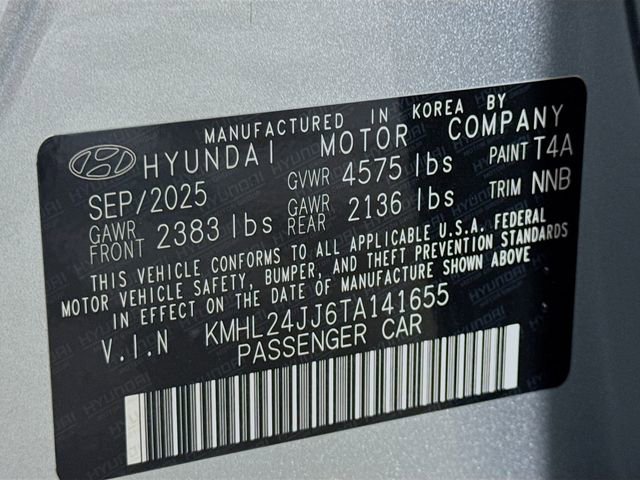 MANUFACTURED IN KOREA BY
HYUNDAI MOTOR COMPANY
SEP/2025 GVWR 4575 lbs PAINT T4A
GAWR FRONT 2383 lbs GAWR REAR 2136 lbs TRIM NNB
THIS VEHICLE CONFORMS TO ALL APPLICABLE U.S.A. FEDERAL
MOTOR VEHICLE SAFETY, BUMPER, AND THEFT PREVENTION STANDARDS
IN EFFECT ON THE DATE OF MANUFACTURE SHOWN ABOVE
V.I.N KMHL24JJ6TA141655
PASSENGER CAR